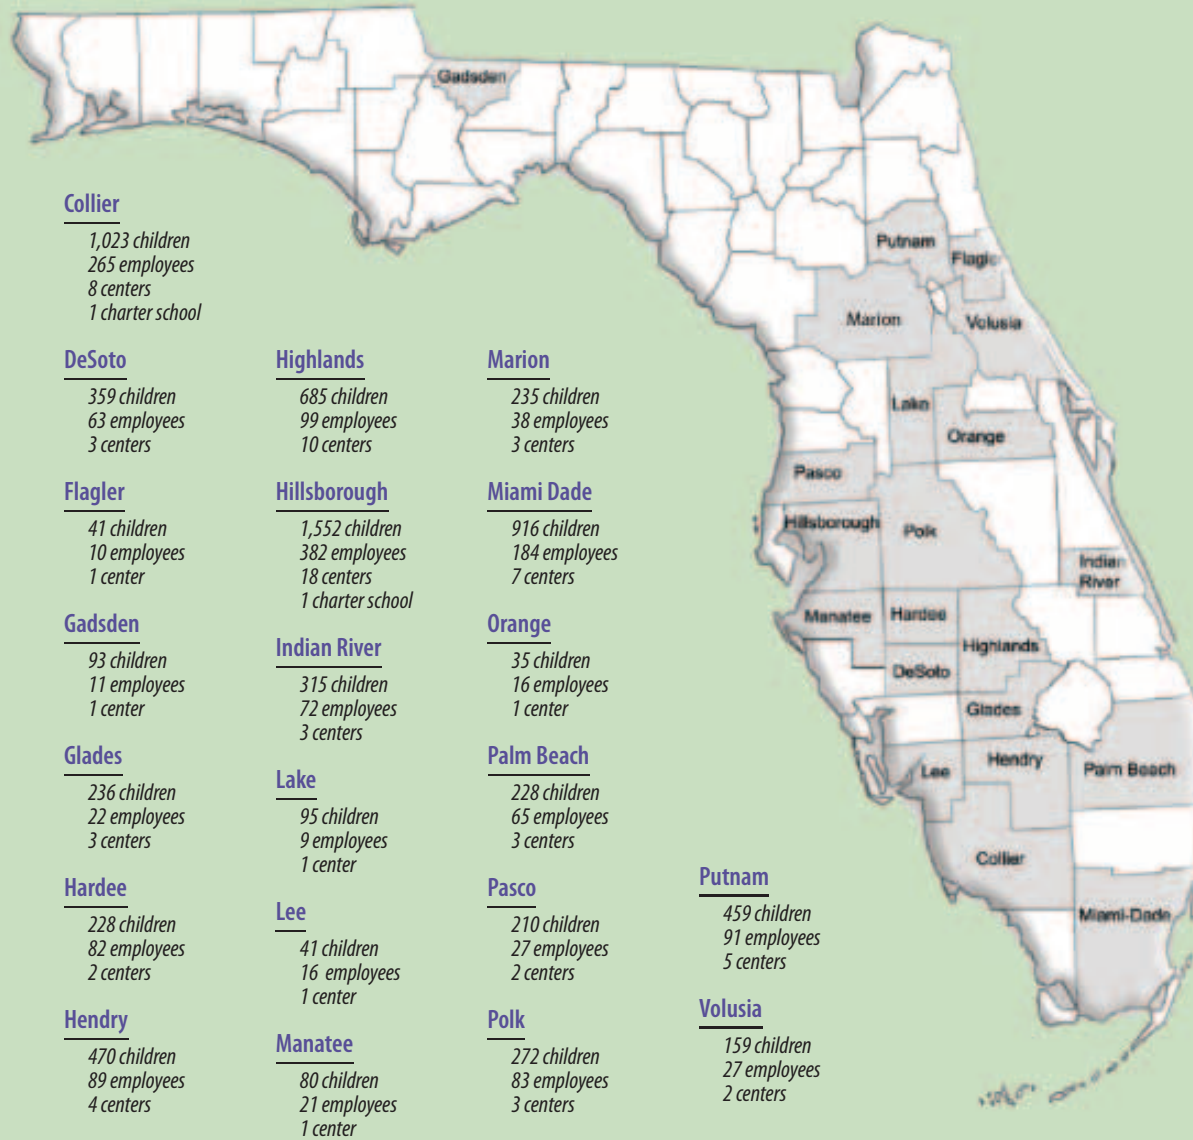 Collier
1,023 children
265 employees
8 centers
1 charter school
DeSoto
359 children
63 employees
3 centers
Flagler
41 children
10 employees
1 center
Gadsden
93 children
11 employees
1 center
Glades
236 children
22 employees
3 centers
Hardee
228 children
82 employees
2 centers
Hendry
470 children
89 employees
4 centers
Highlands
685 children
99 employees
10 centers
Hillsborough
1,552 children
382 employees
18 centers
1 charter school
Indian River
315 children
72 employees
3 centers
Lake
95 children
9 employees
1 center
Lee
41 children
16 employees
1 center
Manatee
80 children
21 employees
1 center
Marion
235 children
38 employees
3 centers
Miami Dade
916 children
184 employees
7 centers
Orange
35 children
16 employees
1 center
Palm Beach
228 children
65 employees
3 centers
Pasco
210 children
27 employees
2 centers
Polk
272 children
83 employees
3 centers
Putnam
459 children
91 employees
5 centers
Volusia
159 children
27 employees
2 centers
Gadsden
Putnam
Flagler
Marion
Volusia
Lake
Orange
Pasco
Hillsborough
Polk
Indian
River
Manatee
Hardee
Highlands
DeSoto
Glades
Lee
Hendry
Palm Beach
Collier
Miami-Dade